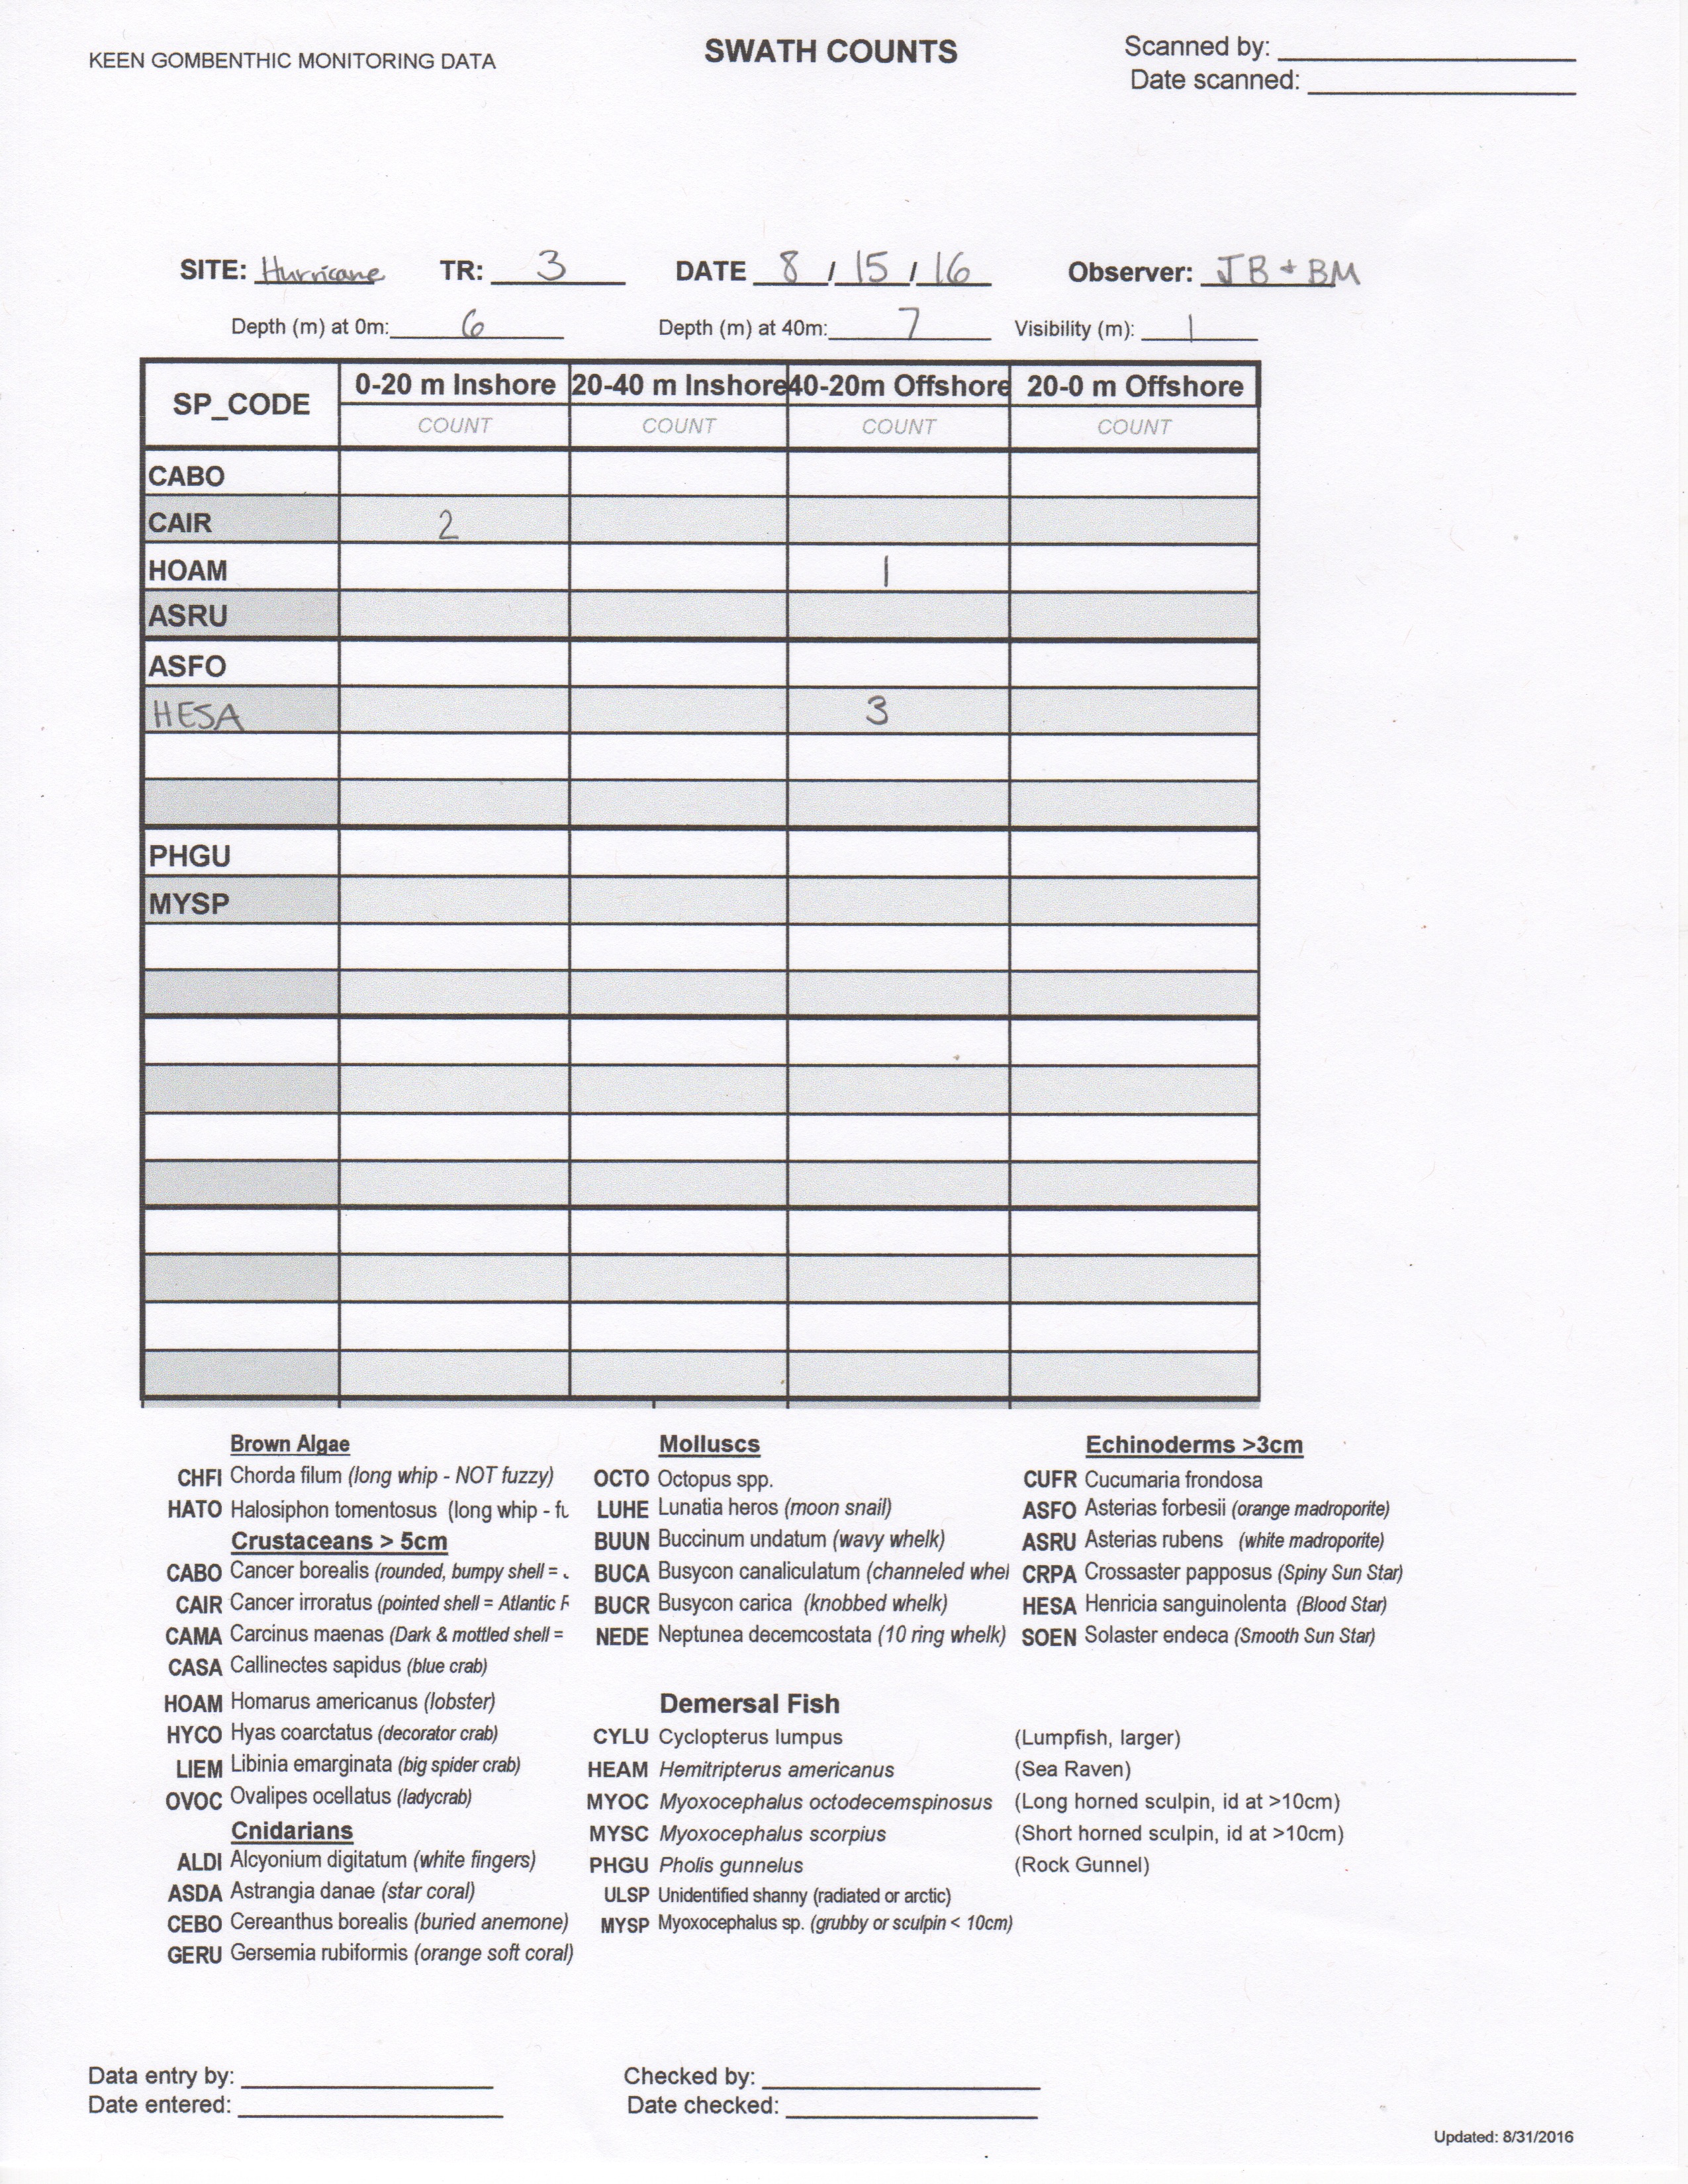 KEEN GOMBENTHIC MONITORING DATA
SWATH COUNTS
Scanned by:
Date scanned:
SITE: Hurricane TR: 3 DATE 8 / 15 / 16 Observer: JB + BM
Depth (m) at 0m: 6 Depth (m) at 40m: 7 Visibility (m): 1
SP_CODE 0-20 m Inshore 20-40 m Inshore 40-20m Offshore 20-0 m Offshore
COUNT COUNT COUNT COUNT
CABO
CAIR 2
HOAM 1
ASRU
ASFO
HESA 3
PHGU
MYSP
Brown Algae
CHFI Chorda filum (long whip - NOT fuzzy)
HATO Halosiphon tomentosus (long whip - fu
Crustaceans > 5cm
CABO Cancer borealis (rounded, bumpy shell =
CAIR Cancer irroratus (pointed shell = Atlantic F
CAMA Carcinus maenas (Dark & mottled shell =
CASA Callinectes sapidus (blue crab)
HOAM Homarus americanus (lobster)
HYCO Hyas coarctatus (decorator crab)
LIEM Libinia emarginata (big spider crab)
OVOC Ovalipes ocellatus (ladycrab)
Cnidarians
ALDI Alcyonium digitatum (white fingers)
ASDA Astrangia danae (star coral)
CEBO Cereanthus borealis (buried anemone)
GERU Gersemia rubiformis (orange soft coral)
Molluscs
OCTO Octopus spp.
LUHE Lunatia heros (moon snail)
BUUN Buccinum undatum (wavy whelk)
BUCA Busycon canaliculatum (channeled whel
BUCR Busycon carica (knobbed whelk)
NEDE Neptunea decemcostata (10 ring whelk)
Echinoderms >3cm
CUFR Cucumaria frondosa
ASFO Asterias forbesii (orange madroporite)
ASRU Asterias rubens (white madroporite)
CRPA Crossaster papposus (Spiny Sun Star)
HESA Henricia sanguinolenta (Blood Star)
SOEN Solaster endeca (Smooth Sun Star)
Demersal Fish
CYLU Cyclopterus lumpus (Lumpfish, larger)
HEAM Hemitripterus americanus (Sea Raven)
MYOC Myoxocephalus octodecemspinosus (Long horned sculpin, id at >10cm)
MYSC Myoxocephalus scorpius (Short horned sculpin, id at >10cm)
PHGU Pholis gunnelus (Rock Gunnel)
ULSP Unidentified shanny (radiated or arctic)
MYSP Myoxocephalus sp. (grubby or sculpin < 10cm)
Data entry by: Checked by:
Date entered: Date checked:
Updated: 8/31/2016